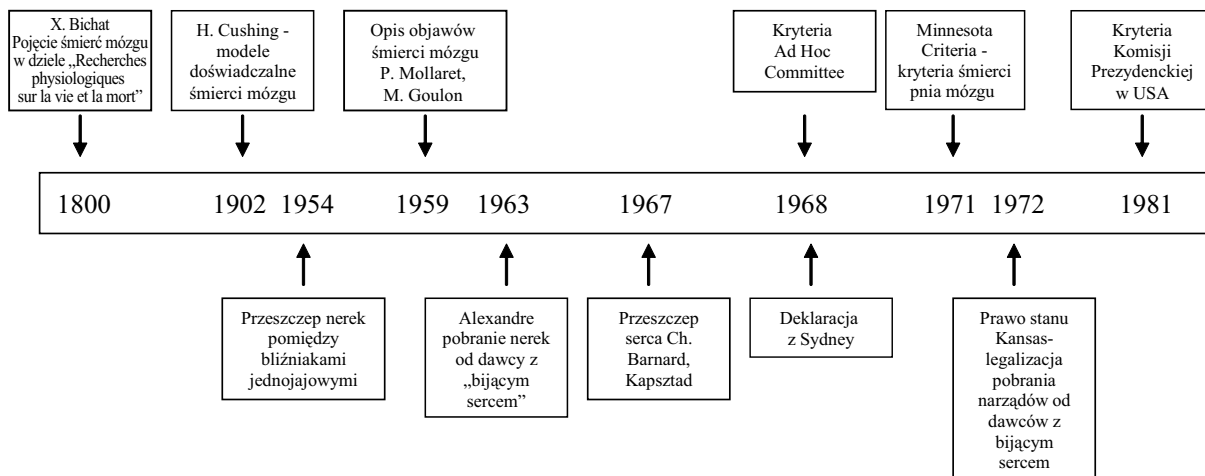 X. Bichat
Pojęcie śmierć mózgu
w dziele „Recherches
physiologiques
sur la vie et la mort”
H. Cushing -
modele
doświadczalne
śmierci mózgu
Opis objawów
śmierci mózgu
P. Mollaret,
M. Goulon
Kryteria
Ad Hoc
Committee
Minnesota
Criteria -
kryteria śmierci
pnia mózgu
Kryteria
Komisji
Prezydenckiej
w USA
1800 1902 1954 1959 1963 1967 1968 1971 1972 1981
Przeszczep nerek
pomiędzy
bliźniakami
jednojajowymi
Alexandre
pobranie nerek
od dawcy z
„bijącym
sercem”
Przeszczep
serca Ch.
Barnard,
Kapsztad
Deklaracja
z Sydney
Prawo stanu
Kansas-
legalizacja
pobrania
narządów od
dawców z
bijącym
sercem